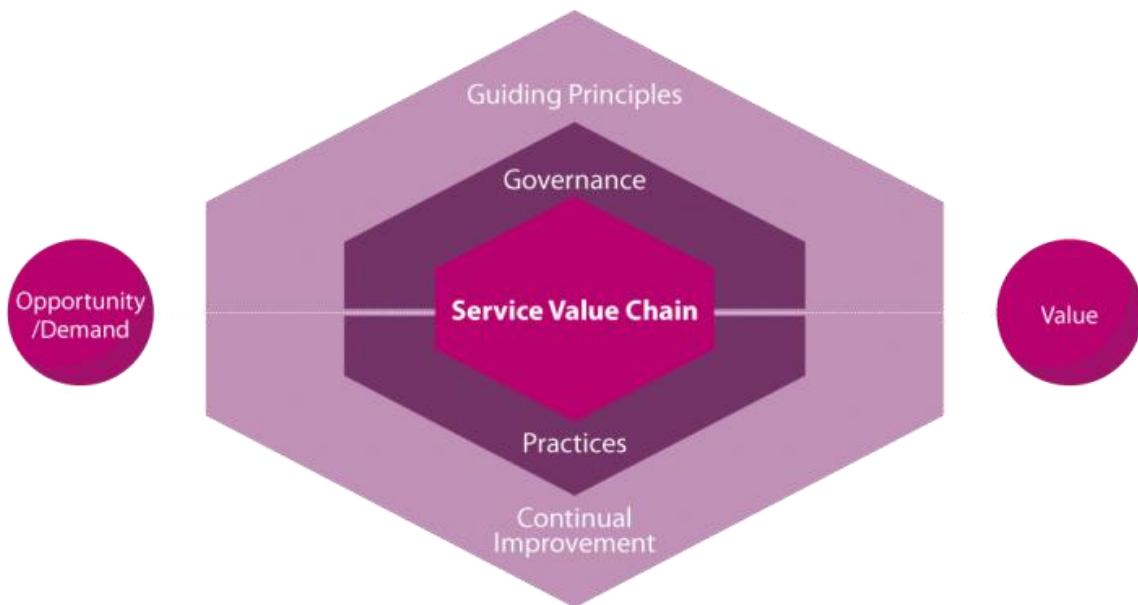 Guiding Principles
Governance
Opportunity
/Demand
Service Value Chain
Value
Practices
Continual
Improvement